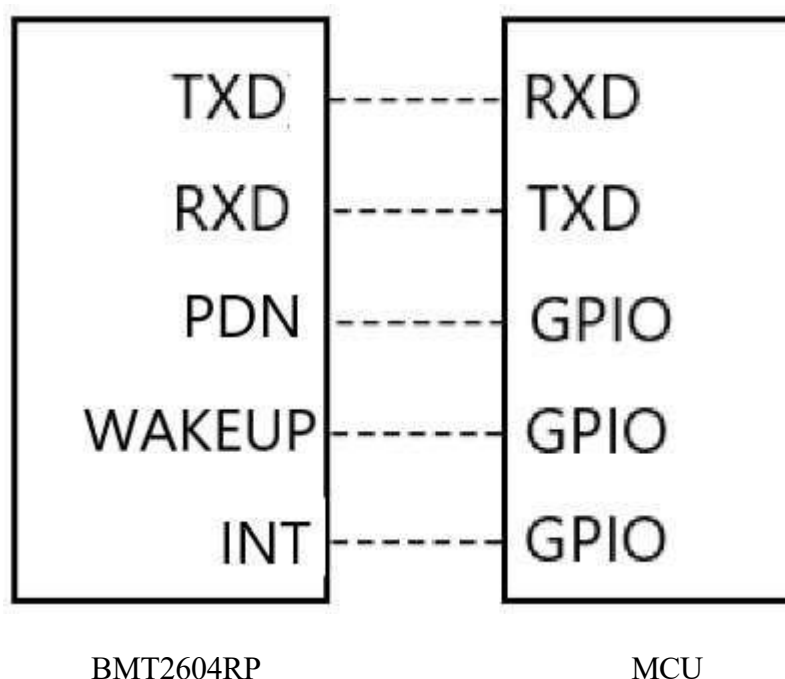 TXD RXD
RXD TXD
PDN GPIO
WAKEUP GPIO
INT GPIO
BMT2604RP MCU